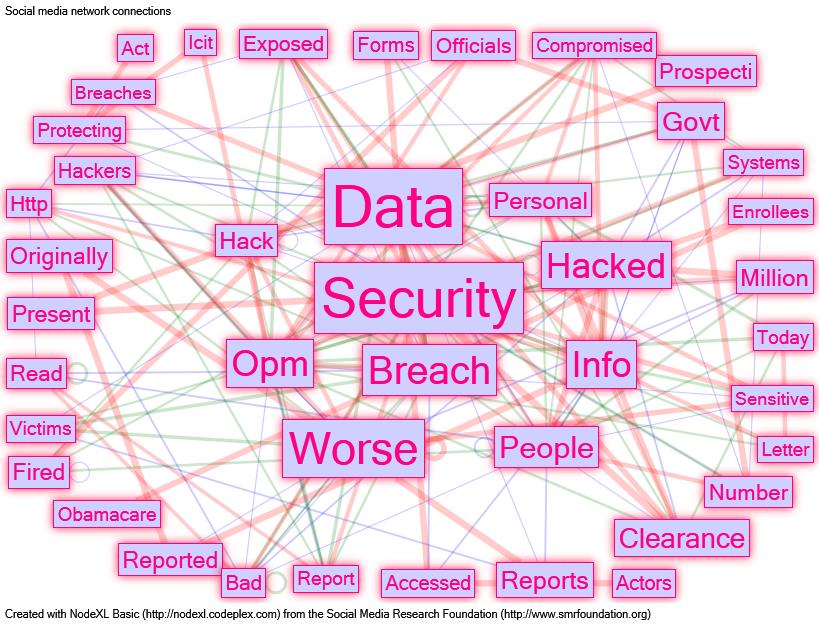 Social media network connections
Act
Icit
Exposed
Forms
Officials
Compromised
Prospecti
Breaches
Govt
Protecting
Systems
Hackers
Data
Personal
Http
Enrollees
Hack
Originally
Hacked
Million
Security
Present
Today
Opm
Breach
Info
Read
Sensitive
Victims
Worse
People
Letter
Fired
Number
Obamacare
Clearance
Reported
Bad
Report
Accessed
Reports
Actors
Created with NodeXL Basic (http://nodexl.codeplex.com) from the Social Media Research Foundation (http://www.smrfoundation.org)